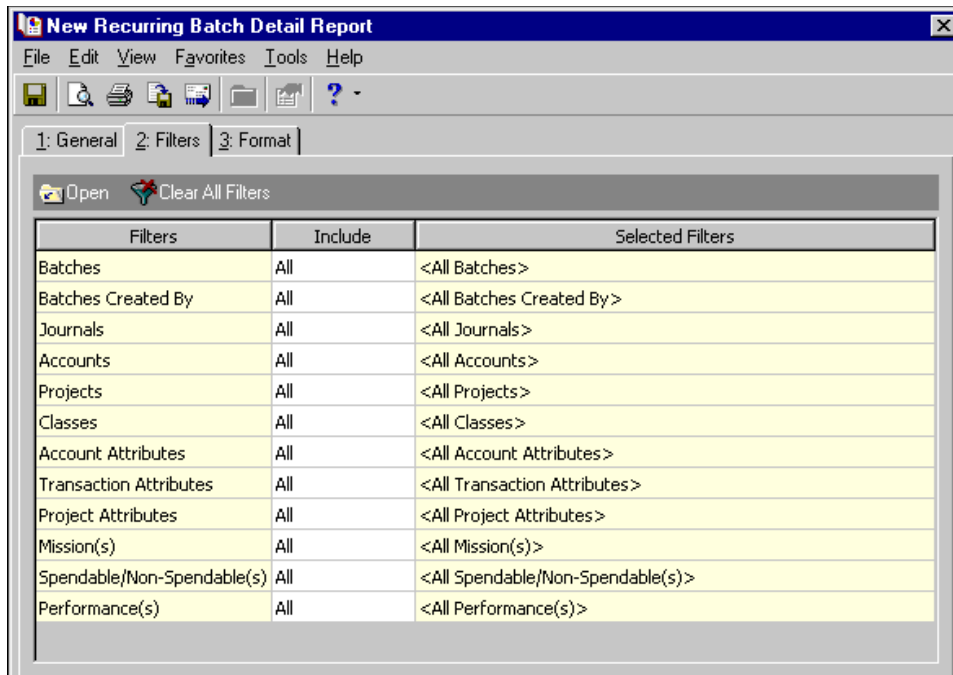 New Recurring Batch Detail Report
File Edit View Favorites Tools Help
1: General 2: Filters 3: Format
Open Clear All Filters
Filters Include Selected Filters
Batches All <All Batches>
Batches Created By All <All Batches Created By>
Journals All <All Journals>
Accounts All <All Accounts>
Projects All <All Projects>
Classes All <All Classes>
Account Attributes All <All Account Attributes>
Transaction Attributes All <All Transaction Attributes>
Project Attributes All <All Project Attributes>
Mission(s) All <All Mission(s)>
Spendable/Non-Spendable(s) All <All Spendable/Non-Spendable(s)>
Performance(s) All <All Performance(s)>